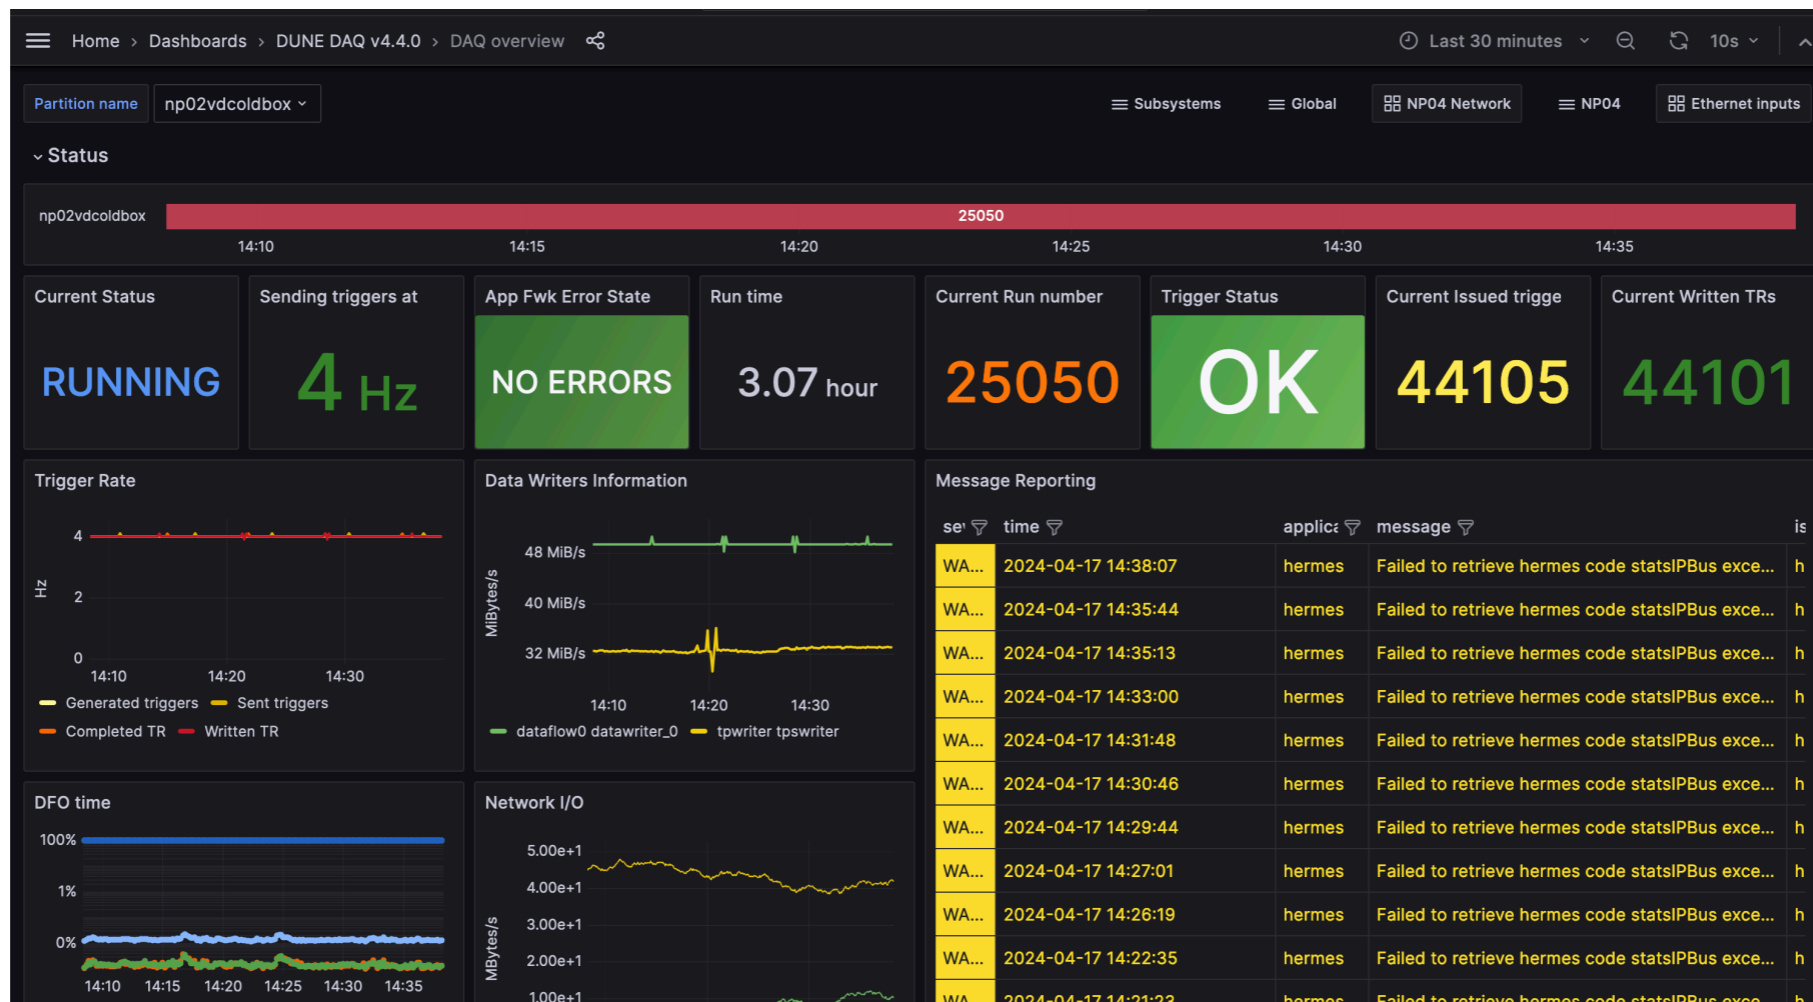 Home › Dashboards › DUNE DAQ v4.4.0 › DAQ overview
Last 30 minutes
10s
Partition name
np02vdcoldbox
Subsystems
Global
NP04 Network
NP04
Ethernet inputs
Status
np02vdcoldbox
25050
14:10 14:15 14:20 14:25 14:30 14:35
Current Status
RUNNING
Sending triggers at
4 Hz
App Fwk Error State
NO ERRORS
Run time
3.07 hour
Current Run number
25050
Trigger Status
OK
Current Issued trigge
44105
Current Written TRs
44101
Trigger Rate
Hz
4
2
0
14:10 14:20 14:30
Generated triggers Sent triggers
Completed TR Written TR
Data Writers Information
MiBytes/s
48 MiB/s
40 MiB/s
32 MiB/s
14:10 14:20 14:30
dataflow0 datawriter_0 tpwriter tpswriter
Message Reporting
time message
WA... 2024-04-17 14:38:07 hermes Failed to retrieve hermes code statsIPBus exce... h
WA... 2024-04-17 14:35:44 hermes Failed to retrieve hermes code statsIPBus exce... h
WA... 2024-04-17 14:35:13 hermes Failed to retrieve hermes code statsIPBus exce... h
WA... 2024-04-17 14:33:00 hermes Failed to retrieve hermes code statsIPBus exce... h
WA... 2024-04-17 14:31:48 hermes Failed to retrieve hermes code statsIPBus exce... h
WA... 2024-04-17 14:30:46 hermes Failed to retrieve hermes code statsIPBus exce... h
WA... 2024-04-17 14:29:44 hermes Failed to retrieve hermes code statsIPBus exce... h
WA... 2024-04-17 14:27:01 hermes Failed to retrieve hermes code statsIPBus exce... h
WA... 2024-04-17 14:26:19 hermes Failed to retrieve hermes code statsIPBus exce... h
WA... 2024-04-17 14:22:35 hermes Failed to retrieve hermes code statsIPBus exce... h
WA 2024-04-17 14:21:23 hermes Failed to retrieve hermes code statsIPBus exce h
DFO time
100%
1%
0%
14:10 14:15 14:20 14:25 14:30 14:35
Network I/O
MBytes/s
5.00e+1
4.00e+1
3.00e+1
2.00e+1
1.00e+1